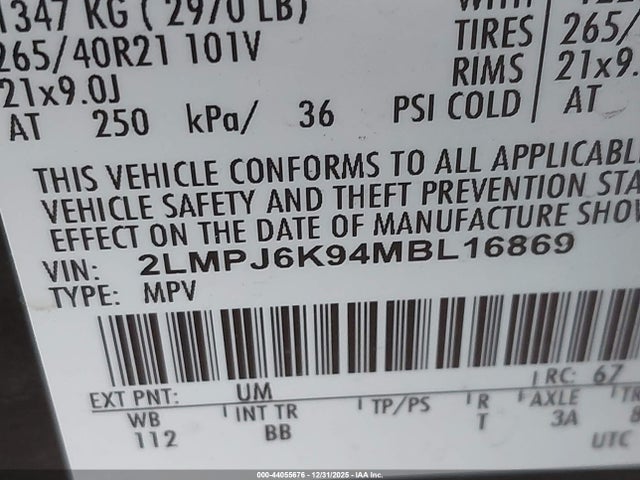 1347 KG ( 2970 LB)
WITH
265/40R21 101V
TIRES 265/
21x9.0J
RIMS 21x9.
AT 250 kPa/ 36 PSI COLD AT
THIS VEHICLE CONFORMS TO ALL APPLICABL
VEHICLE SAFETY AND THEFT PREVENTION STA
EFFECT ON THE DATE OF MANUFACTURE SHOW
VIN: 2LMPJ6K94MBL16869
TYPE: MPV
EXT PNT: UM RC: 67
WB INT TR TP/PS R AXLE TR
112 BB T 3A 8
UTC
000-44055676 - 12/31/2025 - IAA Inc.